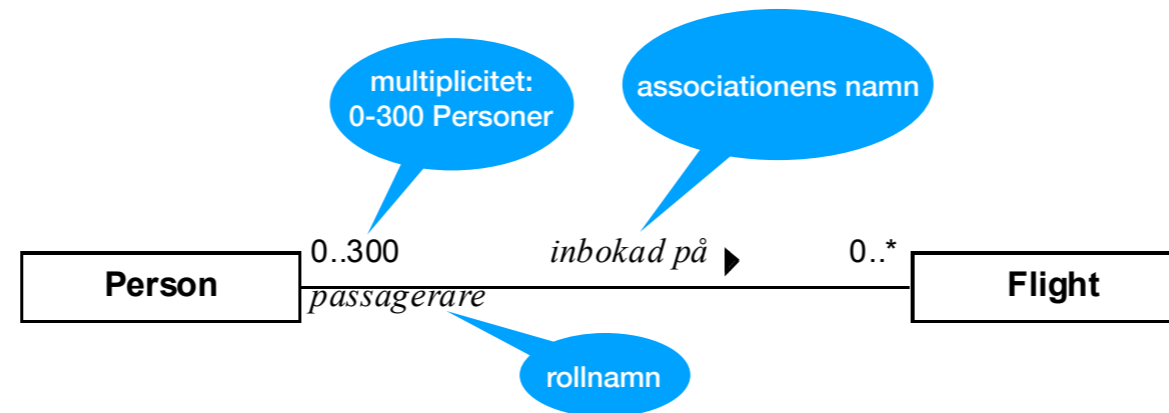 multiplicitet:
0-300 Personer
associationens namn
0..300
inbokad på
0..*
Person
passagerare
Flight
rollnamn